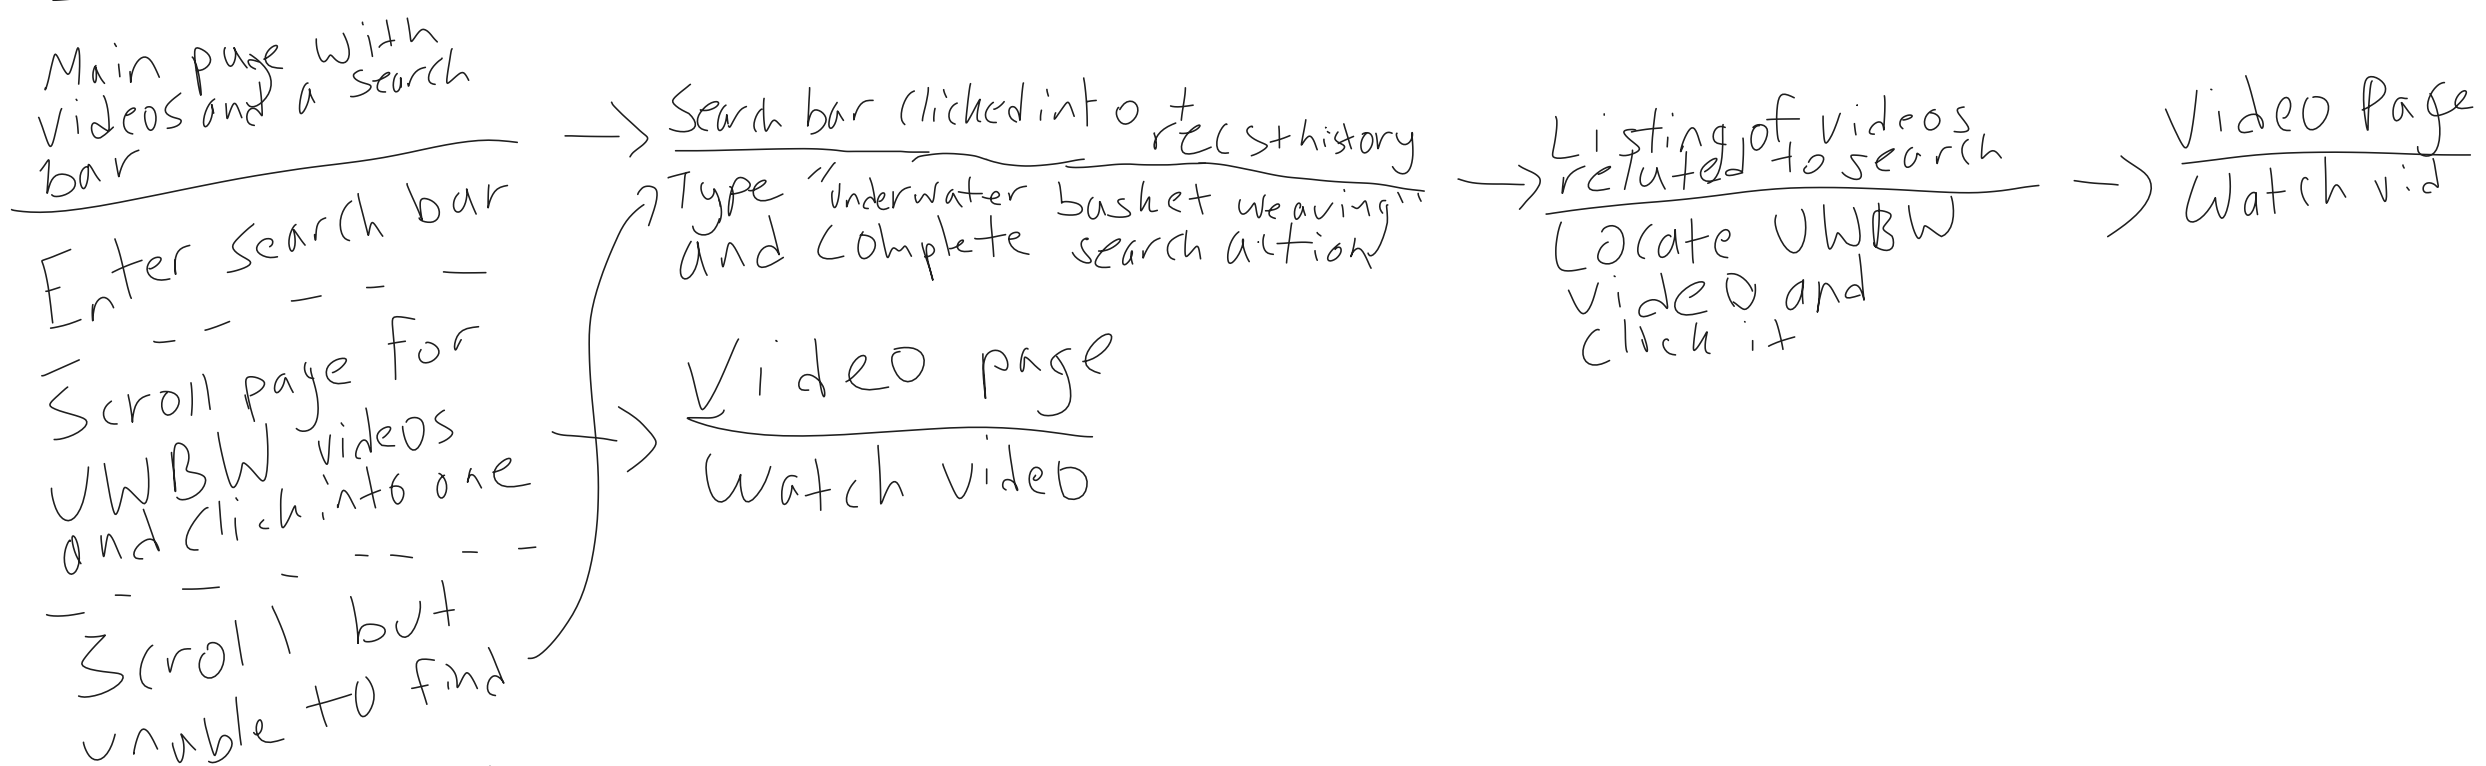 Main page with
videos and a search
bar
Enter search bar
Scroll page for
UWBW videos
and click into one
Scroll but
unable to find
Search bar clicked into +
recs + history
Type "underwater basket weaving"
and complete search action
Video page
Watch video
Listing of videos
related to search
Locate UWBW
video and
click it
Video Page
Watch vid